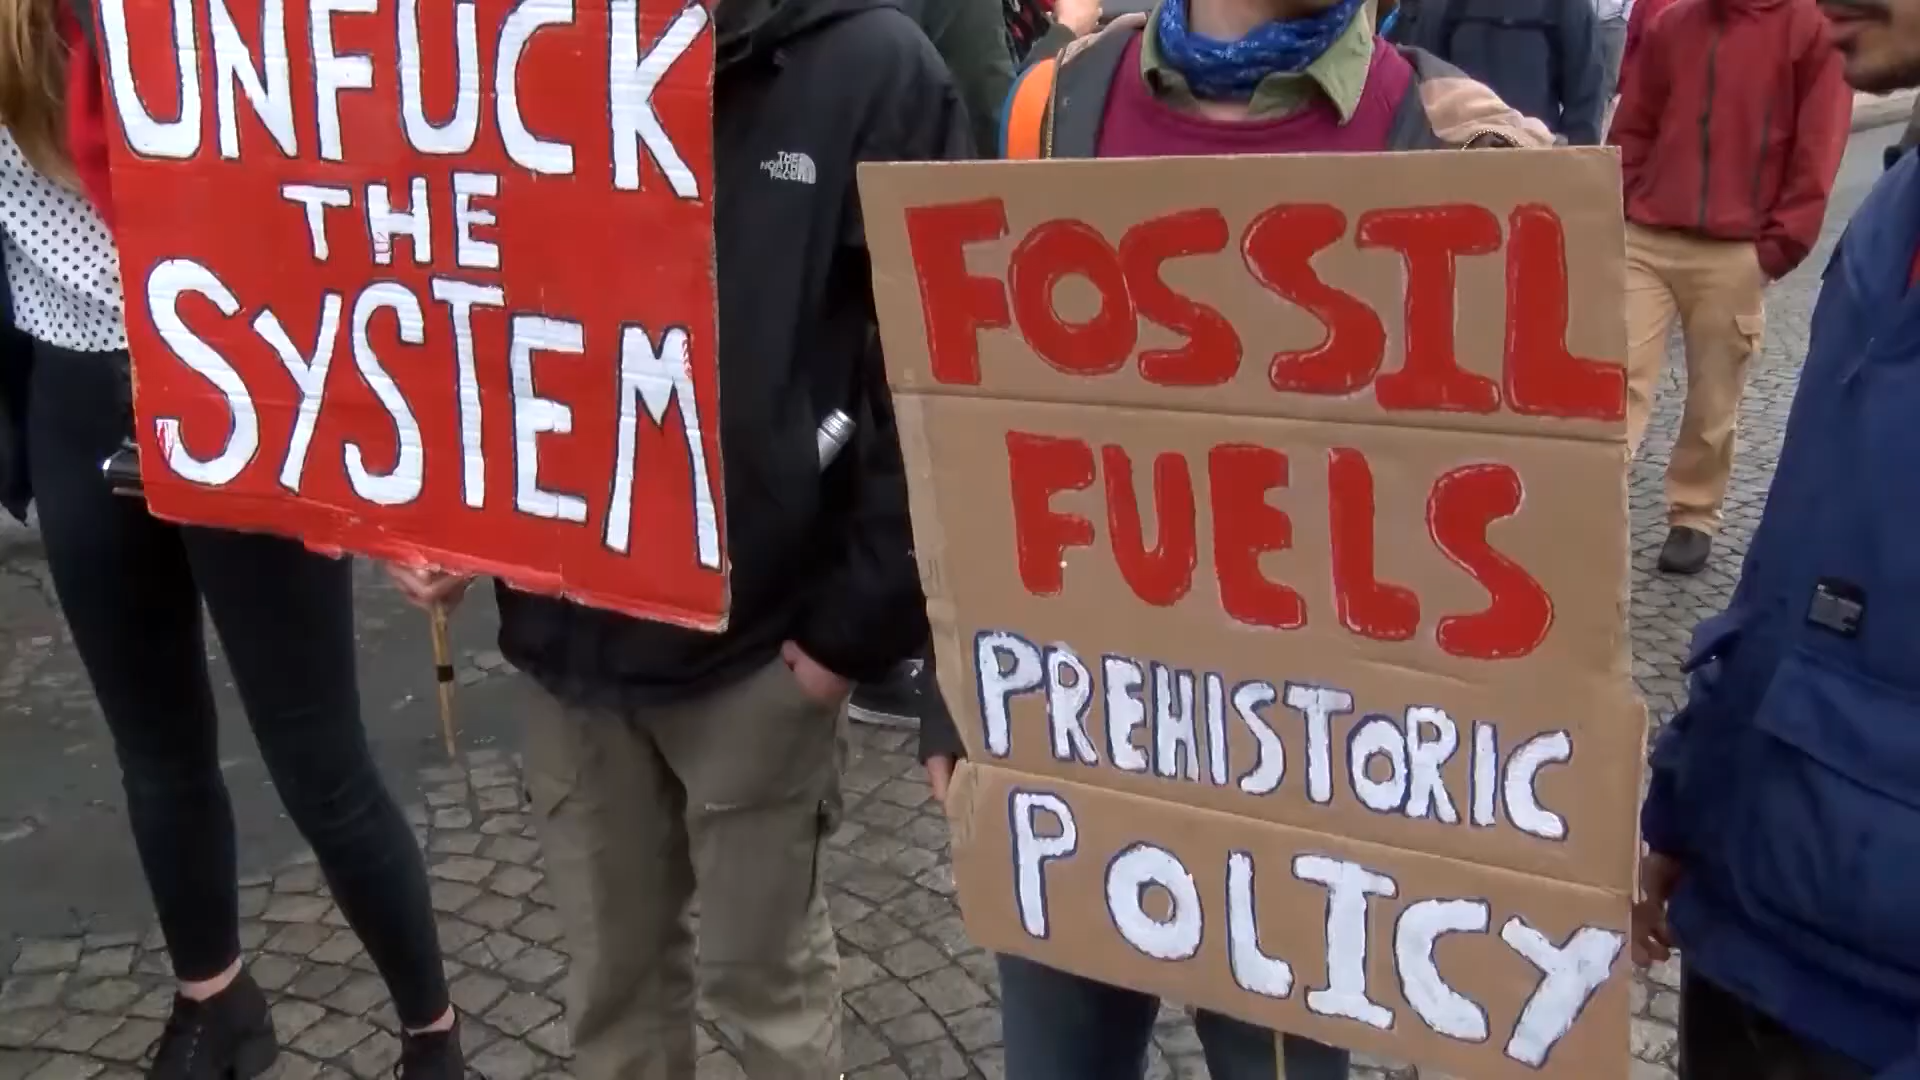 UNFUCK
THE
SYSTEM
THE
NORTH
FACE
FOSSIL
FUELS
PREHISTORIC
POLICY